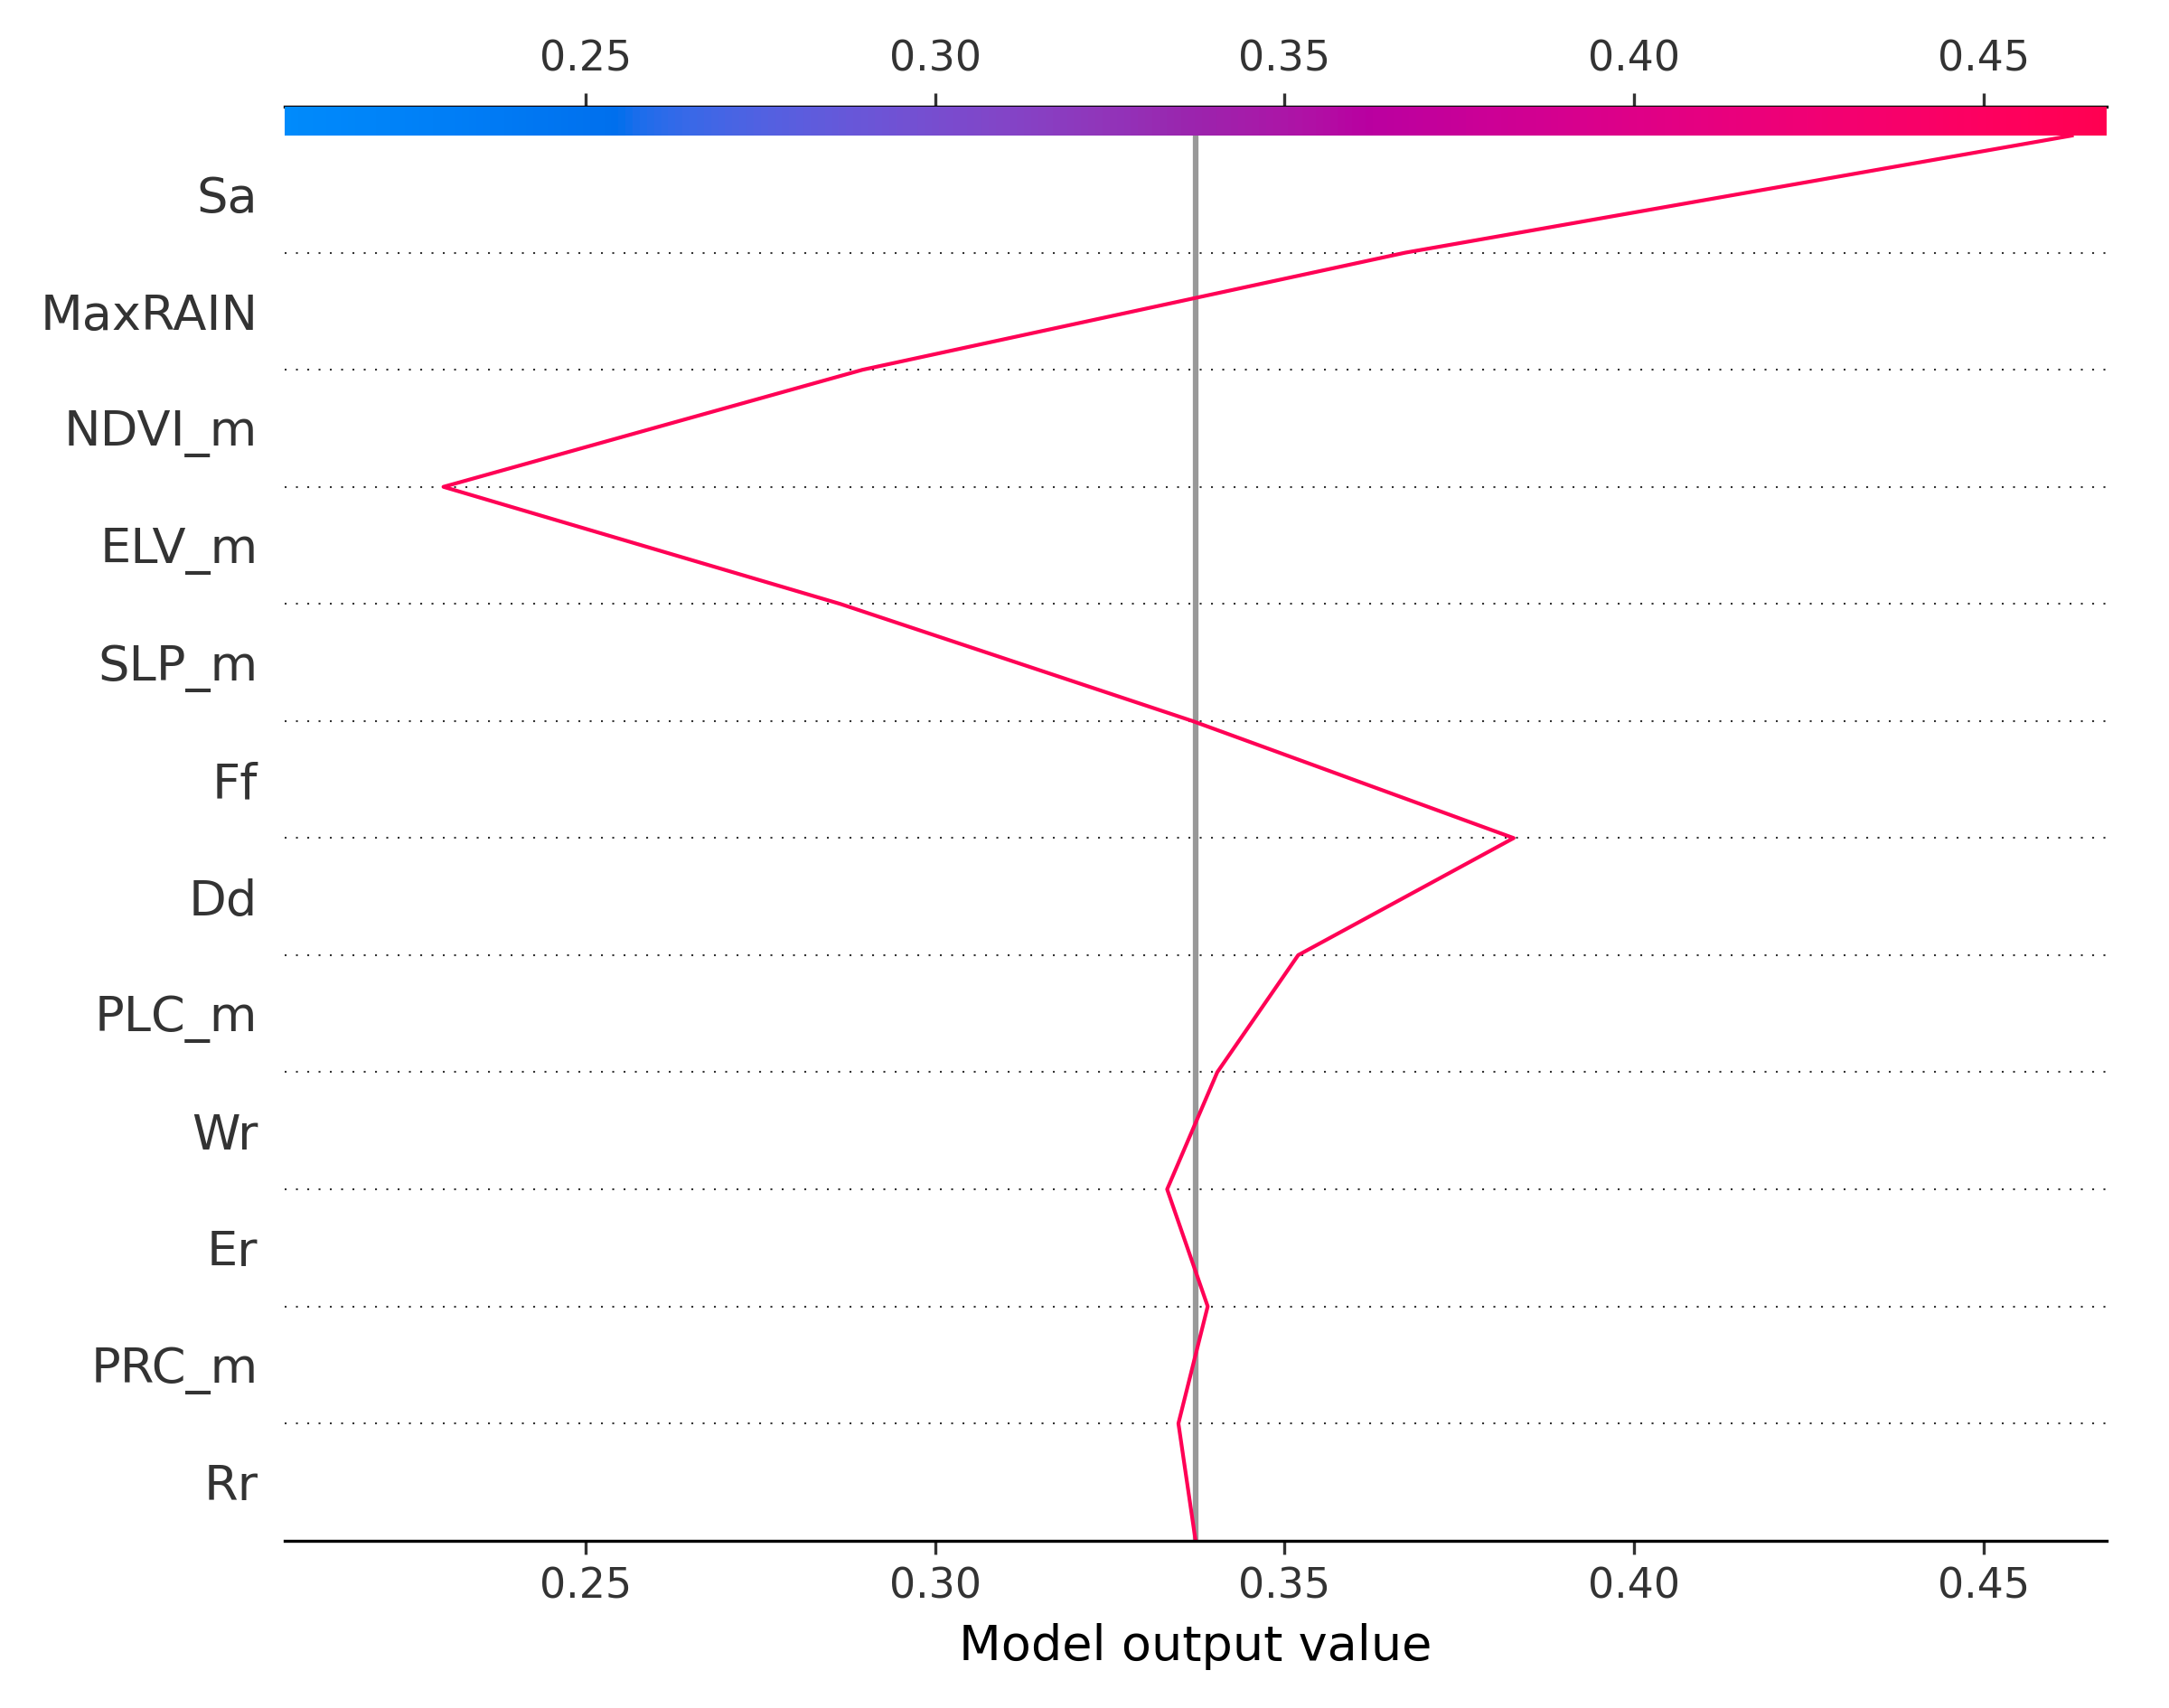 0.25 0.30 0.35 0.40 0.45
Sa
MaxRAIN
NDVI_m
ELV_m
SLP_m
Ff
Dd
PLC_m
Wr
Er
PRC_m
Rr
0.25 0.30 0.35 0.40 0.45
Model output value